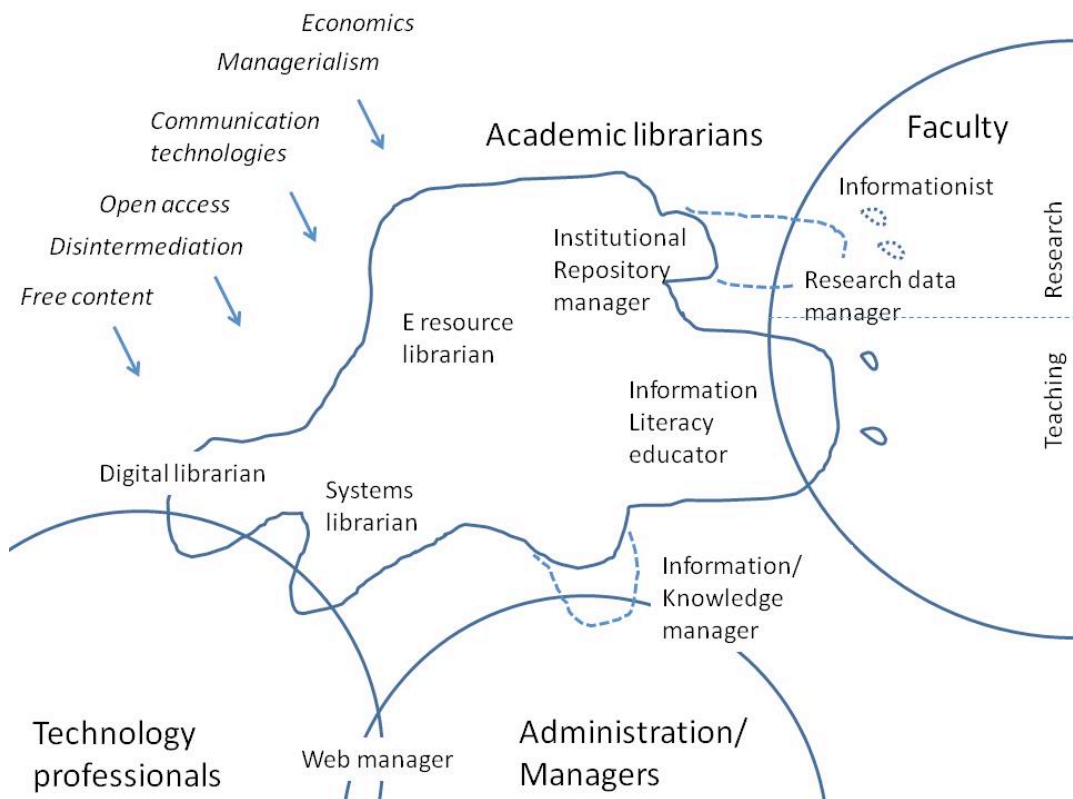 Economics
Managerialism
Communication
technologies
Open access
Disintermediation
Free content
Academic librarians
Faculty
Informationist
Research
Institutional
Repository
manager
Research data
manager
E resource
librarian
Information
Literacy
educator
Teaching
Digital librarian
Systems
librarian
Information/
Knowledge
manager
Technology
professionals
Web manager
Administration/
Managers